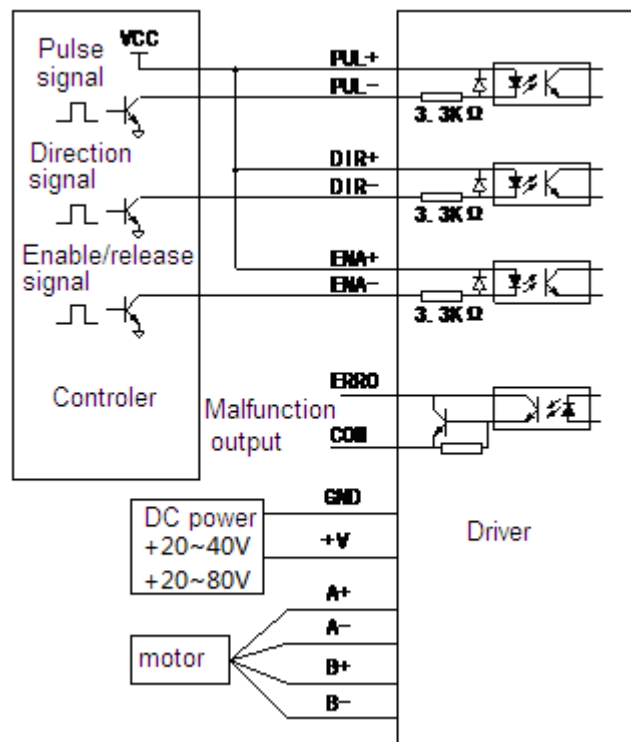 Pulse
signal
VCC
PUL+
PUL-
3.3KΩ
Direction
signal
DIR+
DIR-
3.3KΩ
Enable/release
signal
ENA+
ENA-
3.3KΩ
Controler
ERRO
Malfunction
output
COM
GND
DC power
+20~40V
+20~80V
+V
Driver
A+
A-
motor
B+
B-